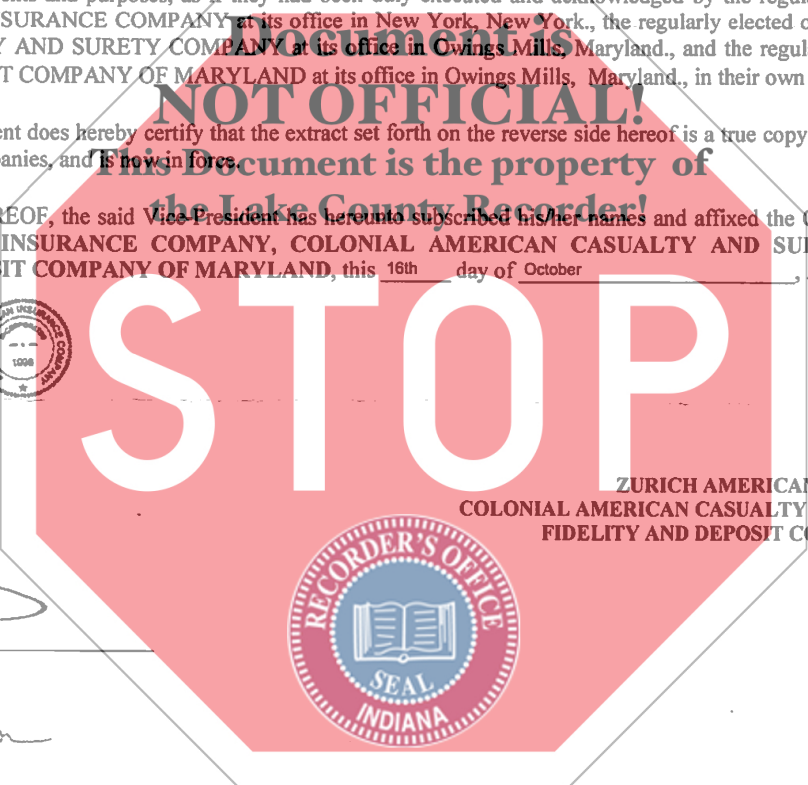 SURANCE COMPANY at its office in New York, New York., the regularly elected
Document is
Y AND SURETY COMPANY at its office in Owings Mills, Maryland., and the regul
T COMPANY OF MARYLAND at its office in Owings Mills, Maryland., in their own
NOT OFFICIAL!
ent does hereby certify that the extract set forth on the reverse side hereof is a true copy
panies, and is now in force.
This Document is the property of
the Lake County Recorder!
REOF, the said Vice-President has hereunto subscribed his/her names and affixed the
INSURANCE COMPANY, COLONIAL AMERICAN CASUALTY AND SU
IT COMPANY OF MARYLAND, this 16th day of October ,
STOP
ZURICH AMERICAN
COLONIAL AMERICAN CASUALTY
FIDELITY AND DEPOSIT CO
RECORDER'S OFFICE
SEAL
INDIANA